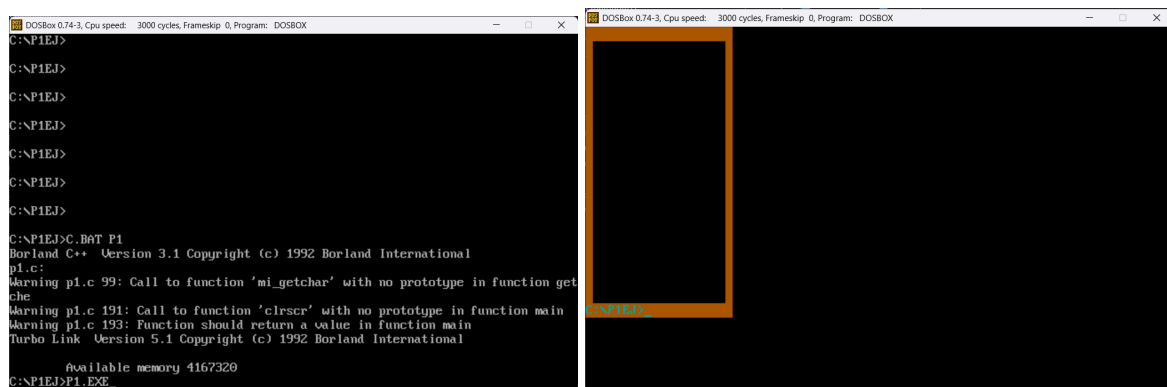 DOSBox 0.74-3, Cpu speed: 3000 cycles, Frameskip 0, Program: DOSBOX
C:\P1EJ>
C:\P1EJ>
C:\P1EJ>
C:\P1EJ>
C:\P1EJ>
C:\P1EJ>
C:\P1EJ>
C:\P1EJ>C.BAT P1
Borland C++ Version 3.1 Copyright (c) 1992 Borland International
p1.c:
Warning p1.c 99: Call to function 'mi_getchar' with no prototype in function get
che
Warning p1.c 191: Call to function 'clrscr' with no prototype in function main
Warning p1.c 193: Function should return a value in function main
Turbo Link Version 5.1 Copyright (c) 1992 Borland International
Available memory 4167320
C:\P1EJ>P1.EXE_
DOSBox 0.74-3, Cpu speed: 3000 cycles, Frameskip 0, Program: DOSBOX
C:\P1EJ>_